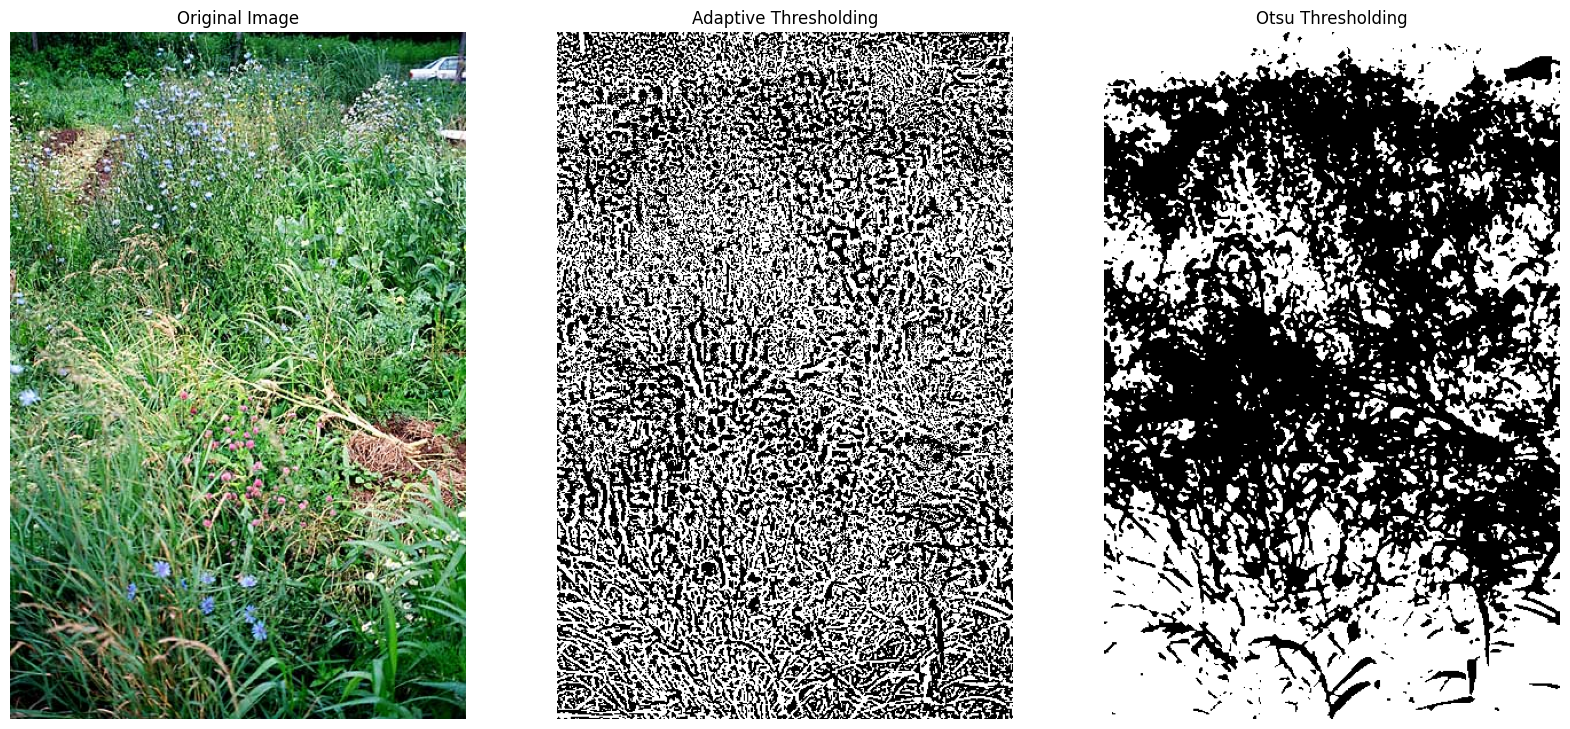 Original Image
Adaptive Thresholding
Otsu Thresholding